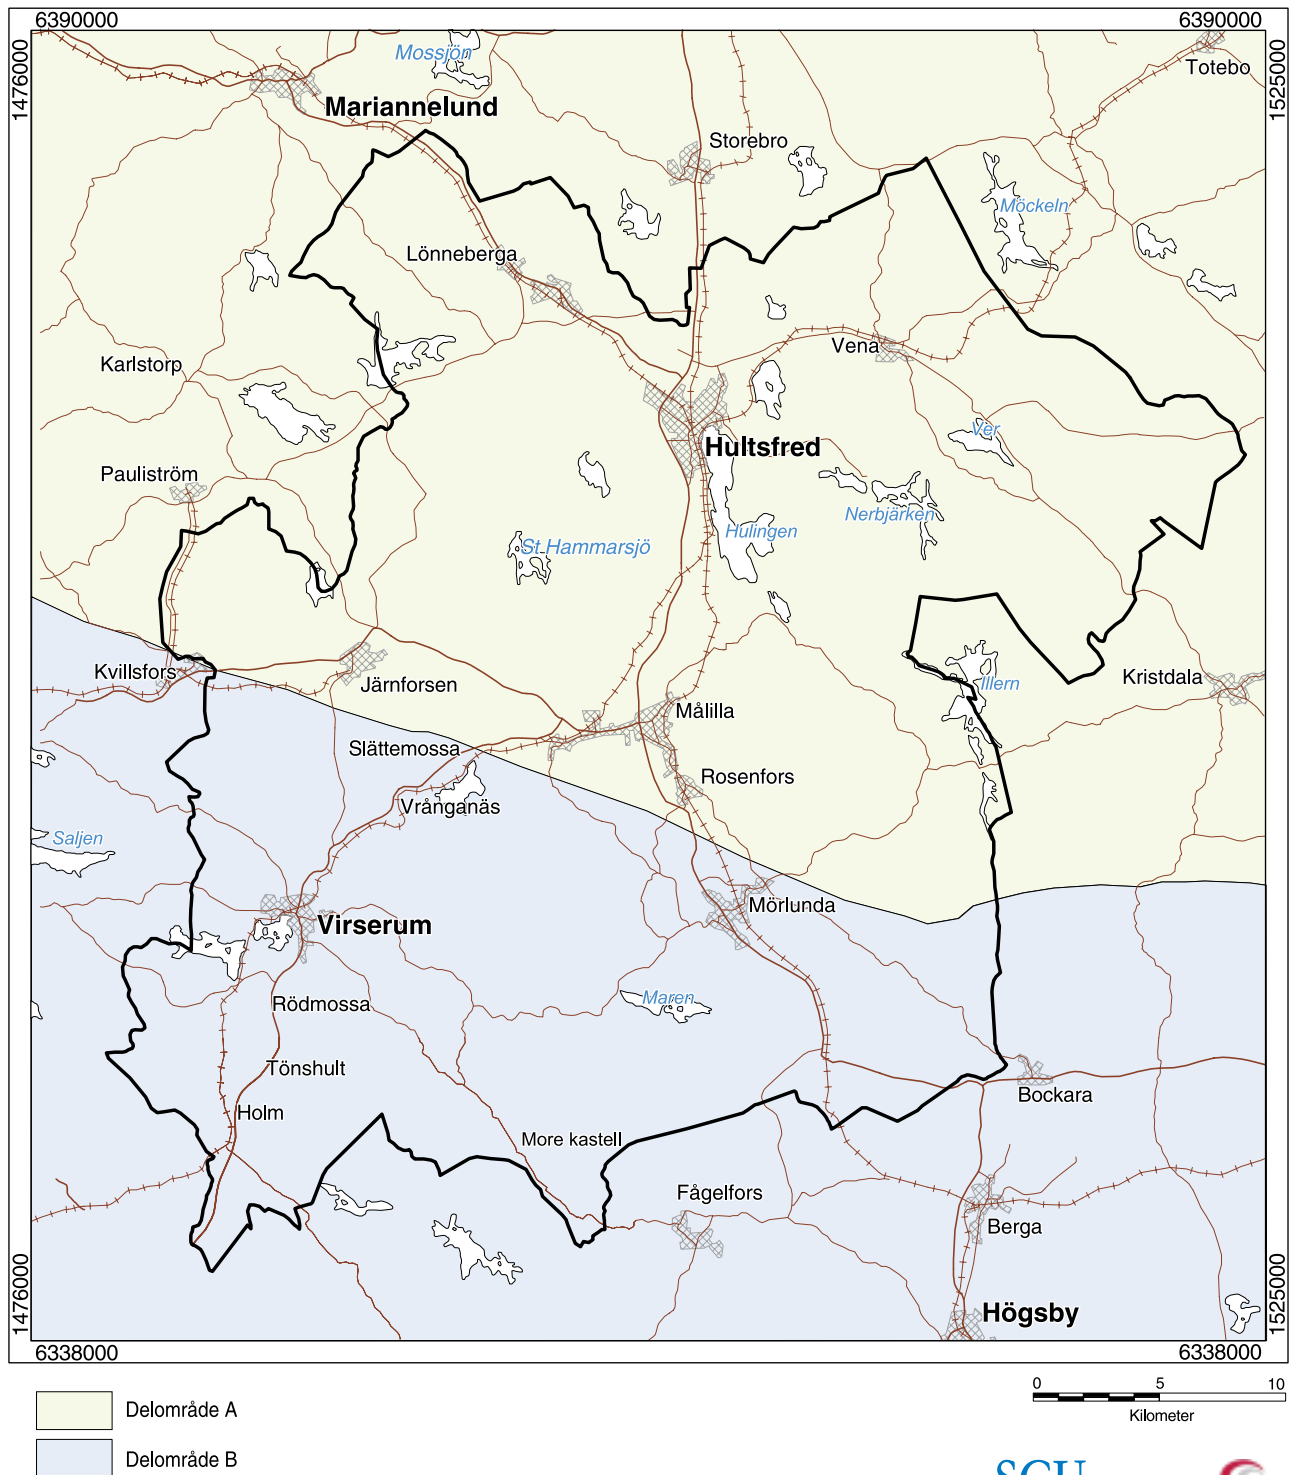 6390000
6390000
1476000
1525000
Mossjön
Totebo
Mariannelund
Storebro
Möckeln
Lönneberga
Vena
Karlstorp
Ver
Hultsfred
Pauliström
Nerbjärken
Hulingen
St Hammarsjö
Kvillsfors
Järnforsen
Illern
Kristdala
Målilla
Slättemossa
Rosenfors
Vrånganäs
Saljen
Mörlunda
Virserum
Maren
Rödmossa
Tönshult
Bockara
Holm
More kastell
Fågelfors
Berga
Högsby
1476000
1525000
6338000
6338000
Delområde A
0 5 10
Kilometer
Delområde B
SGU